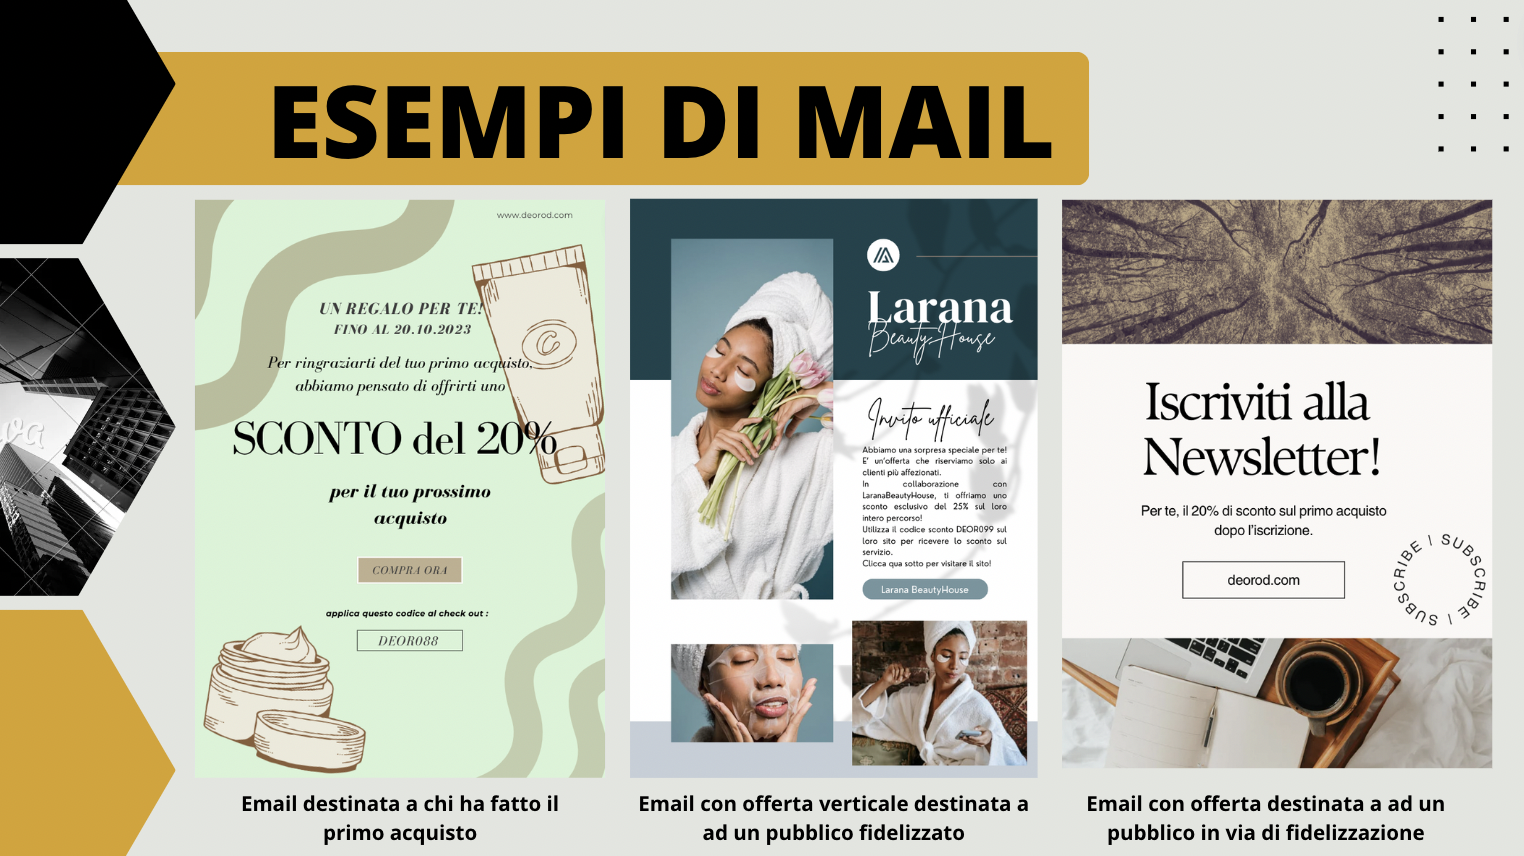 ESEMPI DI MAIL
www.deorod.com
UN REGALO PER TE!
FINO AL 20.10.2023
Per ringraziarti del tuo primo acquisto,
abbiamo pensato di offrirti uno
SCONTO del 20%
per il tuo prossimo
acquisto
COMPRA ORA
applica questo codice al check out :
DEOR088
Email destinata a chi ha fatto il
primo acquisto
Larana
Beauty House
Invito ufficiale
Abbiamo una sorpresa speciale per te!
E' un'offerta che riserviamo solo ai
clienti più affezionati.
In collaborazione con
LaranaBeautyHouse, ti offriamo uno
sconto esclusivo del 25% sul loro
intero percorso!
Utilizza il codice sconto DEOR099 sul
loro sito per ricevere lo sconto sul
servizio.
Clicca qua sotto per visitare il sito!
Larana BeautyHouse
Email con offerta verticale destinata a
ad un pubblico fidelizzato
Iscriviti alla
Newsletter!
Per te, il 20% di sconto sul primo acquisto
dopo l'iscrizione.
deorod.com
SUBSCRIBE | SUBSCRIBE | SUBSCRIBE |
Email con offerta destinata a ad un
pubblico in via di fidelizzazione